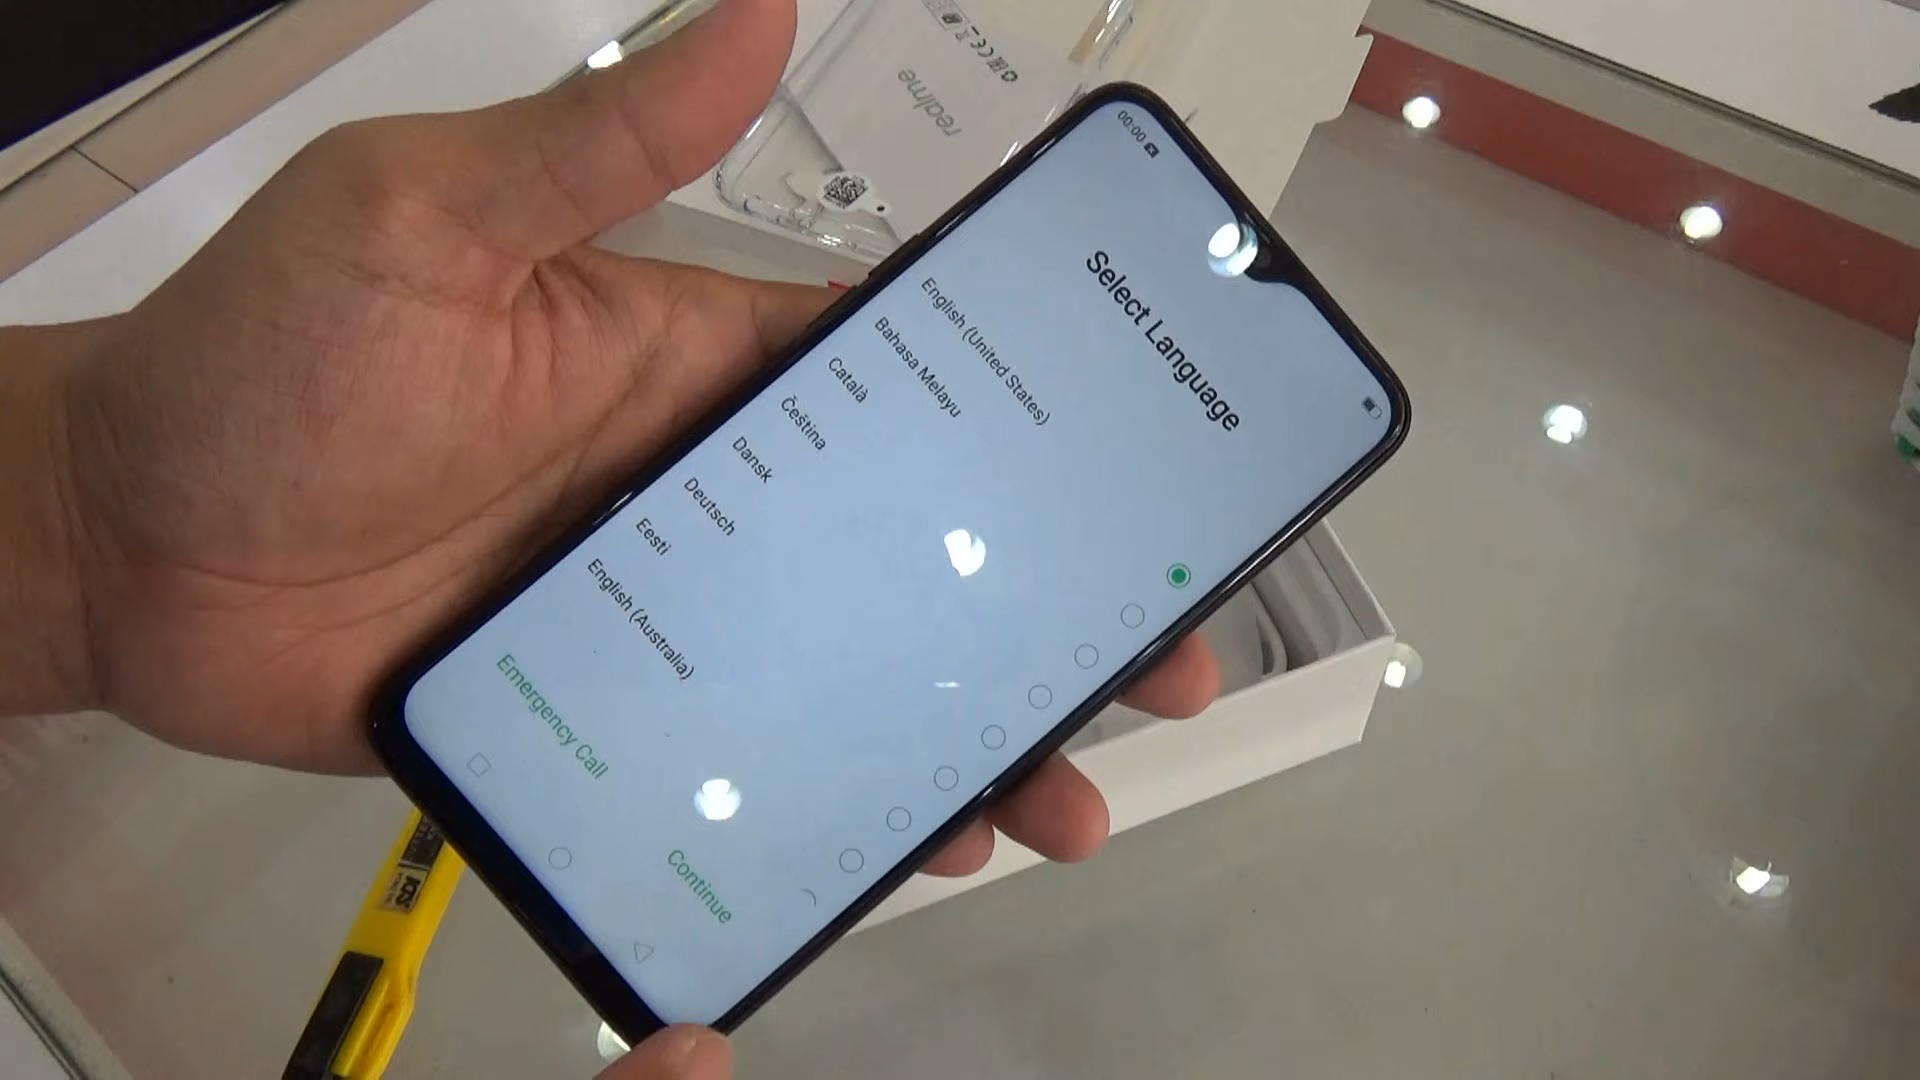 00:00
Select Language
English (United States)
Bahasa Melayu
Català
Čeština
Dansk
Deutsch
Eesti
English (Australia)
Emergency Call
Continue
realme